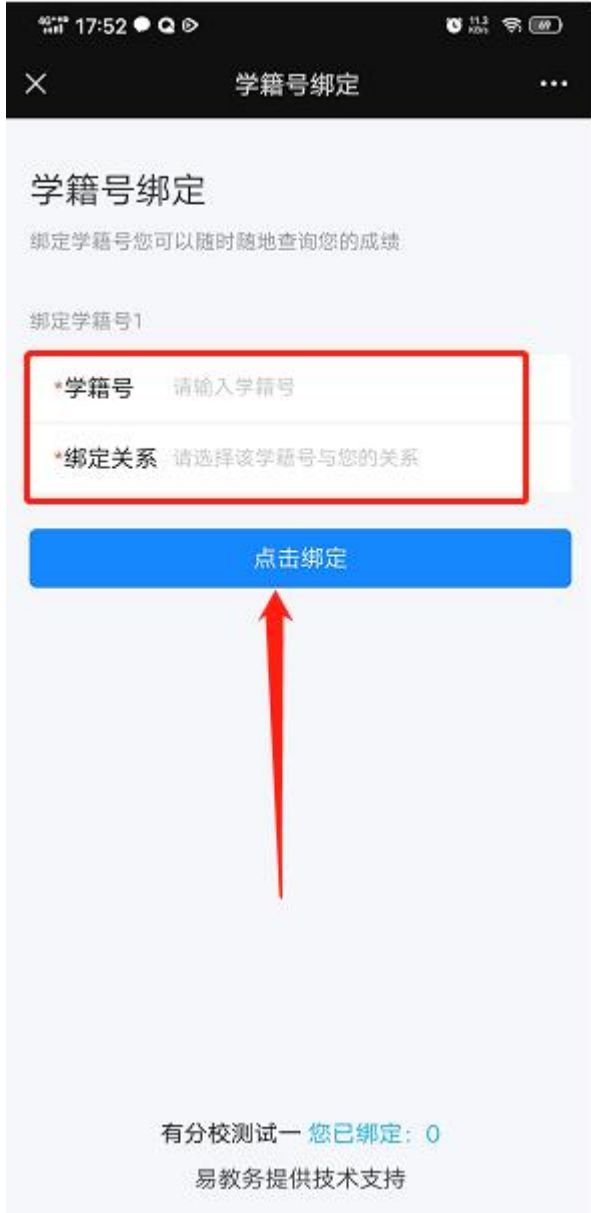 17:52
11.3
KB/s
69
学籍号绑定
学籍号绑定
绑定学籍号您可以随时随地查询您的成绩
绑定学籍号1
*学籍号 请输入学籍号
*绑定关系 请选择该学籍号与您的关系
点击绑定
有分校测试一 您已绑定：0
易教务提供技术支持